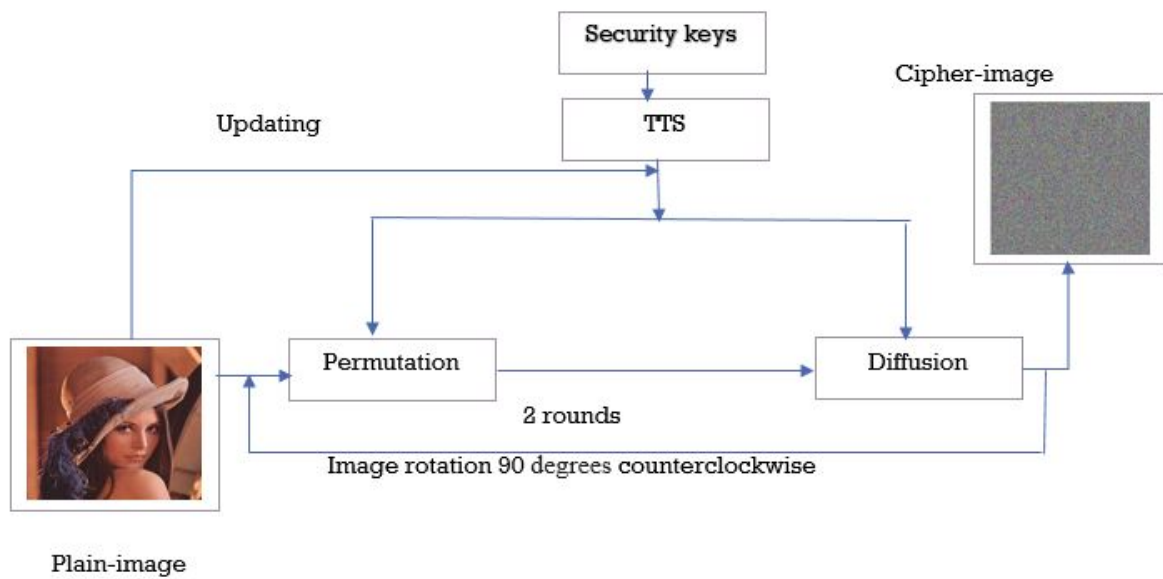 Security keys
Cipher-image
TTS
Updating
Permutation
Diffusion
2 rounds
Image rotation 90 degrees counterclockwise
Plain-image